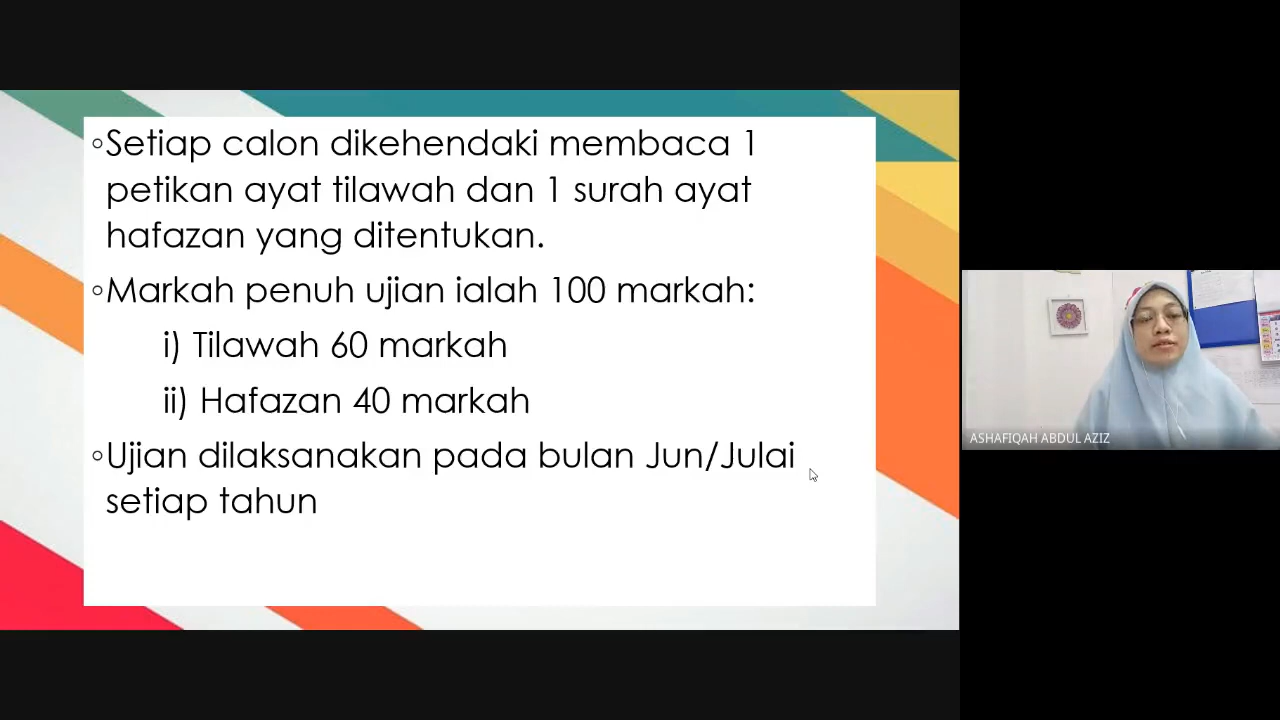 ◦Setiap calon dikehendaki membaca 1
petikan ayat tilawah dan 1 surah ayat
hafazan yang ditentukan.
◦Markah penuh ujian ialah 100 markah:
i) Tilawah 60 markah
ii) Hafazan 40 markah
◦Ujian dilaksanakan pada bulan Jun/Julai
setiap tahun
ASHAFIQAH ABDUL AZIZ